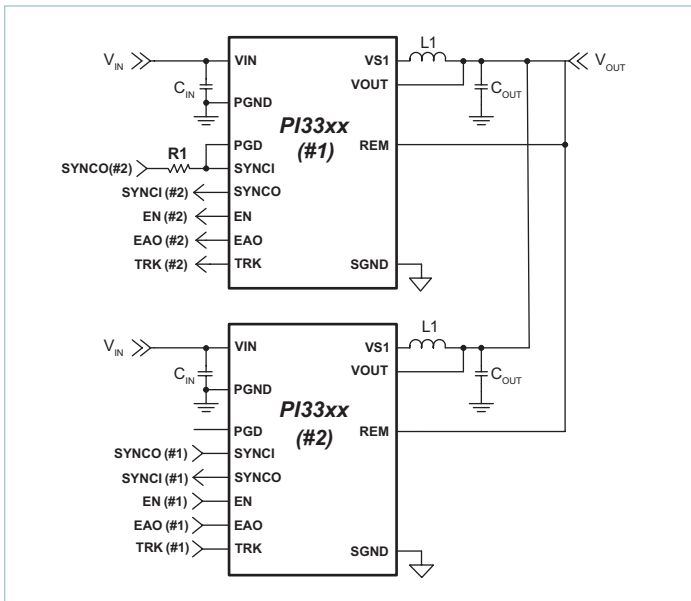 L1
V_IN VIN VS1 V_OUT
VOUT
C_IN C_OUT
PGND
PI33xx
(#1)
R1 PGD REM
SYNCO(#2) SYNCI
SYNCI (#2) SYNCO
EN (#2) EN
EAO (#2) EAO
TRK (#2) TRK SGND
L1
V_IN VIN VS1
VOUT
C_IN C_OUT
PGND
PI33xx
(#2)
PGD REM
SYNCO (#1) SYNCI
SYNCI (#1) SYNCO
EN (#1) EN
EAO (#1) EAO
TRK (#1) TRK SGND